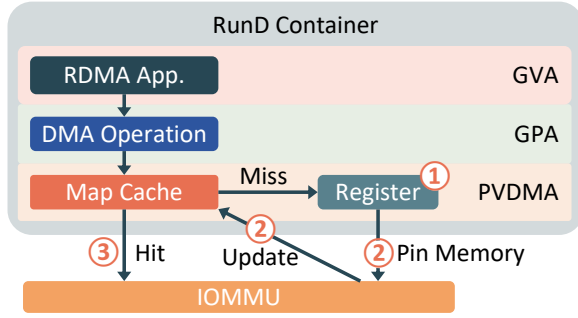 RunD Container
RDMA App.
GVA
DMA Operation
GPA
Map Cache
Miss
Register
1
PVDMA
3
Hit
2
Update
2
Pin Memory
IOMMU